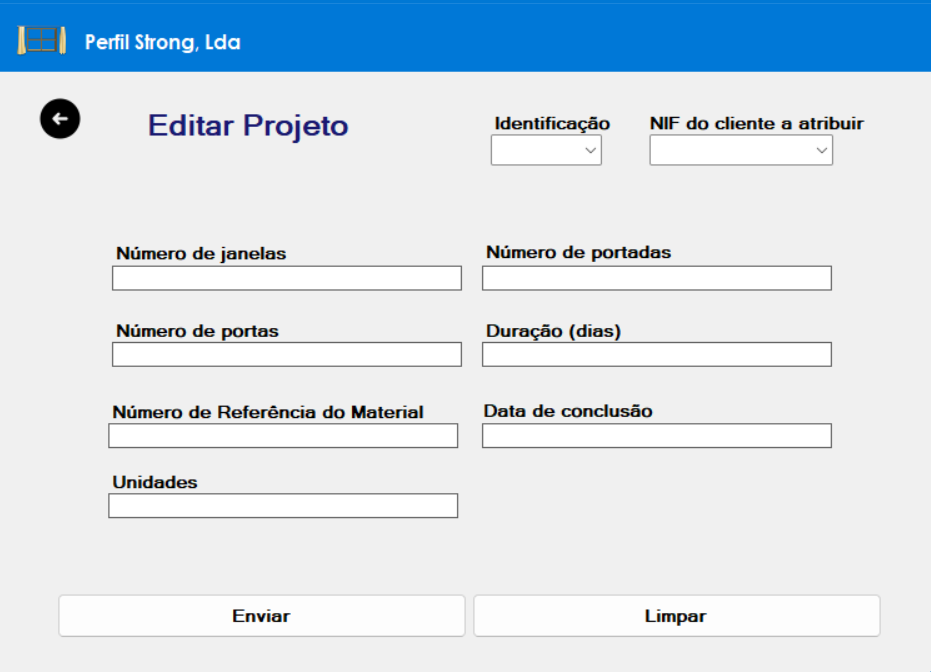 Perfil Strong, Lda
Editar Projeto
Identificação
NIF do cliente a atribuir
Número de janelas
Número de portadas
Número de portas
Duração (dias)
Número de Referência do Material
Data de conclusão
Unidades
Enviar
Limpar